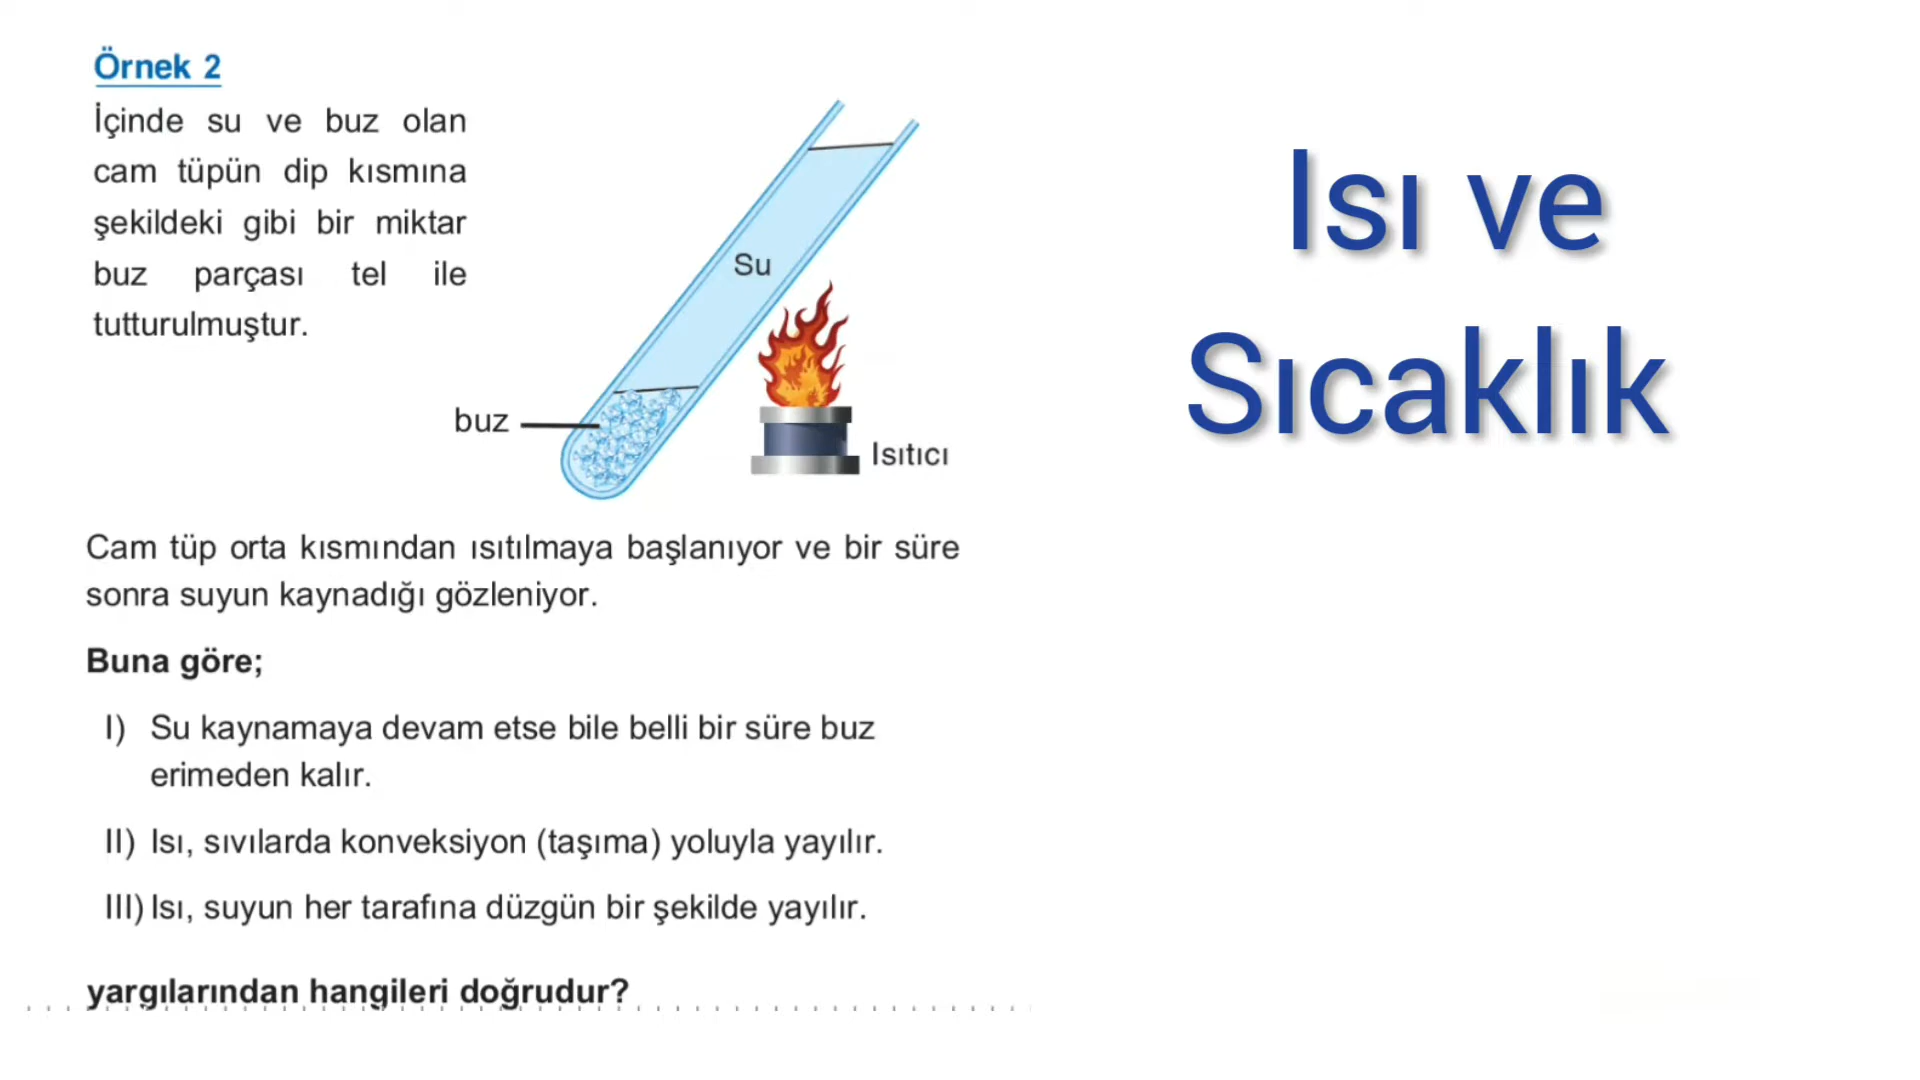 Örnek 2
İçinde su ve buz olan
cam tüpün dip kısmına
şekildeki gibi bir miktar
buz parçası tel ile
tutturulmuştur.
Su
buz
Isıtıcı
Cam tüp orta kısmından ısıtılmaya başlanıyor ve bir süre
sonra suyun kaynadığı gözleniyor.
Buna göre;
I) Su kaynamaya devam etse bile belli bir süre buz
erimeden kalır.
II) Isı, sıvılarda konveksiyon (taşıma) yoluyla yayılır.
III) Isı, suyun her tarafına düzgün bir şekilde yayılır.
yargılarından hangileri doğrudur?
Isı ve
Sıcaklık